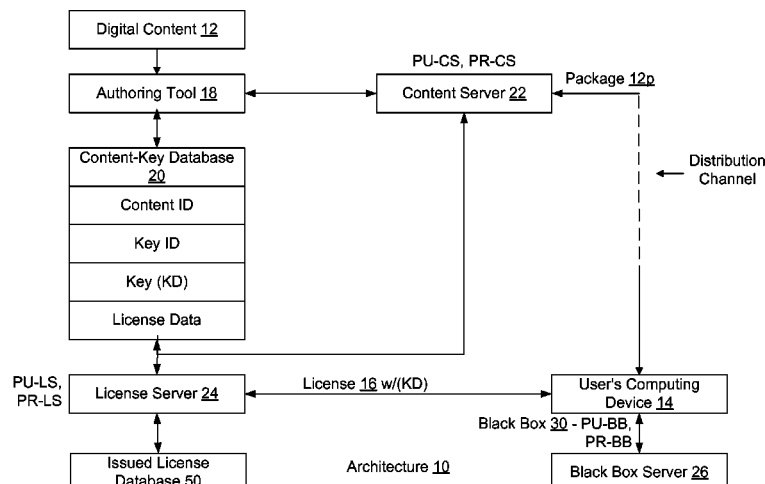 Digital Content 12
Authoring Tool 18
PU-CS, PR-CS
Content Server 22
Package 12p
Distribution
Channel
Content-Key Database
20
Content ID
Key ID
Key (KD)
License Data
PU-LS,
PR-LS
License Server 24
License 16 w/(KD)
User's Computing
Device 14
Black Box 30 - PU-BB,
PR-BB
Issued License
Database 50
Architecture 10
Black Box Server 26